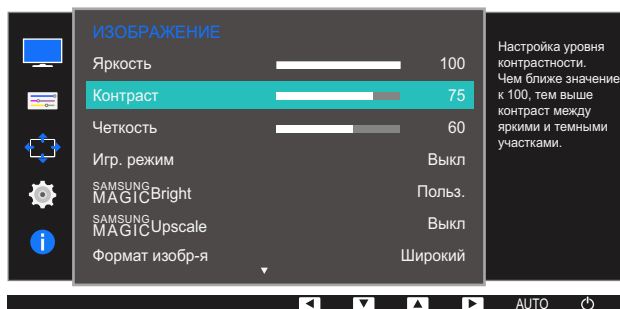 ИЗОБРАЖЕНИЕ
Яркость 100
Контраст 75
Четкость 60
Игр. режим Выкл
SAMSUNG MAGIC Bright Польз.
SAMSUNG MAGIC Upscale Выкл
Формат изобр-я Широкий
Настройка уровня
контрастности.
Чем ближе значение
к 100, тем выше
контраст между
яркими и темными
участками.
AUTO